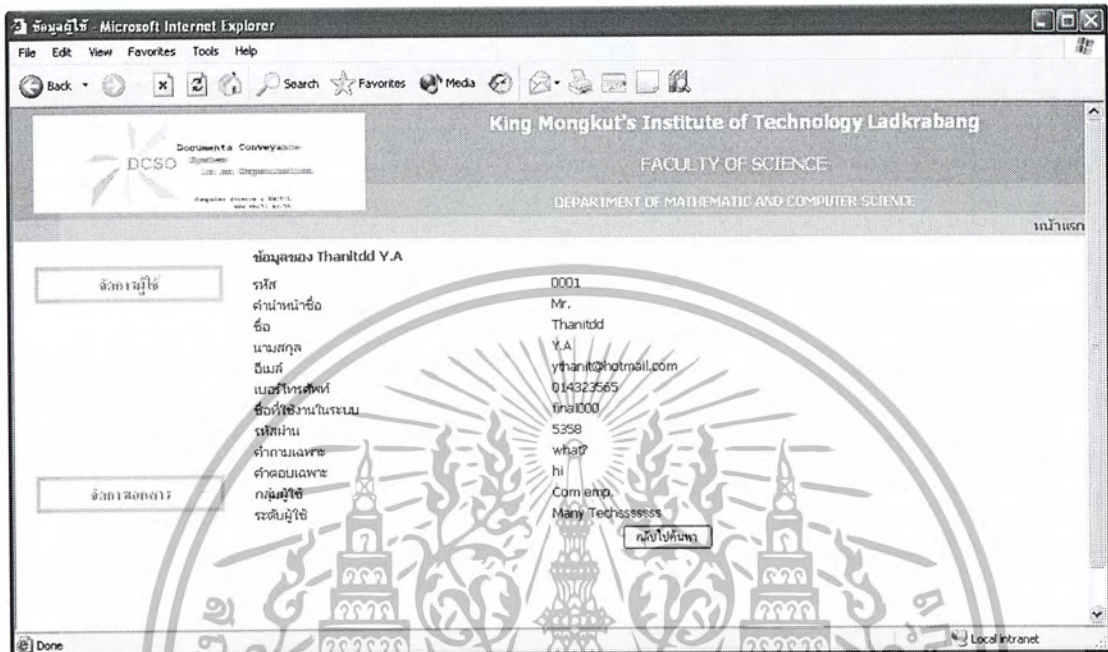 ข้อมูลผู้ใช้ - Microsoft Internet Explorer
File Edit View Favorites Tools Help
Back Search Favorites Media
Documents Conveyance
DCSO
King Mongkut's Institute of Technology Ladkrabang
FACULTY OF SCIENCE
DEPARTMENT OF MATHEMATIC AND COMPUTER SCIENCE
หน้าแรก
จัดการผู้ใช้
จัดการเอกสาร
ข้อมูลของ Thanitdd Y.A
รหัส 0001
คำนำหน้าชื่อ Mr.
ชื่อ Thanitdd
นามสกุล Y.A
อีเมล์ ythanit@hotmail.com
เบอร์โทรศัพท์ 014323565
ชื่อที่ใช้งานในระบบ final000
รหัสผ่าน 5358
คำถามเฉพาะ what?
คำตอบเฉพาะ hi
กลุ่มผู้ใช้ Com emp.
ระดับผู้ใช้ Many Techsssssss
กลับไปค้นหา
Done
Local intranet